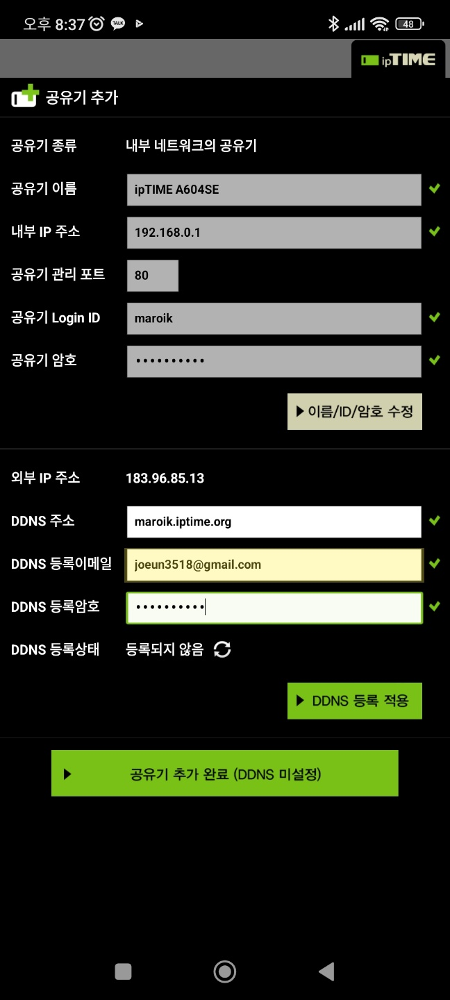 오후 8:37 TALK 48
ipTIME
공유기 추가
공유기 종류 내부 네트워크의 공유기
공유기 이름 ipTIME A604SE
내부 IP 주소 192.168.0.1
공유기 관리 포트 80
공유기 Login ID maroik
공유기 암호 ••••••••••
이름/ID/암호 수정
외부 IP 주소 183.96.85.13
DDNS 주소 maroik.iptime.org
DDNS 등록이메일 joeun3518@gmail.com
DDNS 등록암호 ••••••••••
DDNS 등록상태 등록되지 않음
DDNS 등록 적용
공유기 추가 완료 (DDNS 미설정)